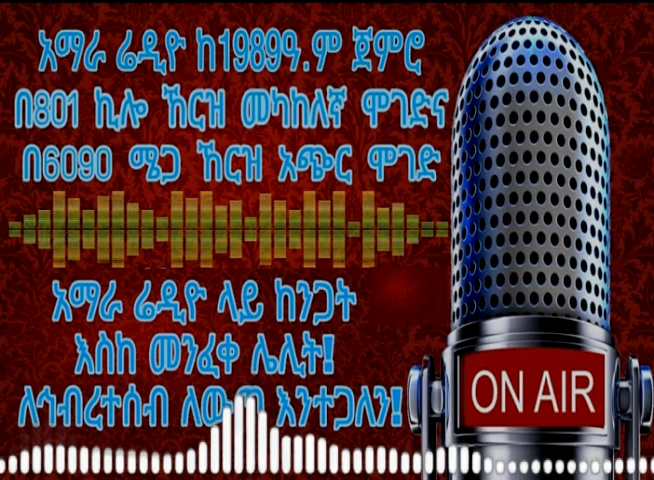 አማራ ሬዲዮ ከ1989ዓ.ም ጀምሮ
በ801 ኪሎ ኸርዝ መካከለኛ ሞገድና
በ6090 ሜጋ ኸርዝ አጭር ሞገድ
አማራ ሬዲዮ ላይ ከንጋት
እስከ መንፈቀ ሌሊት!
ለኅብረተሰብ ለውጥ እንተጋለን!
ON AIR